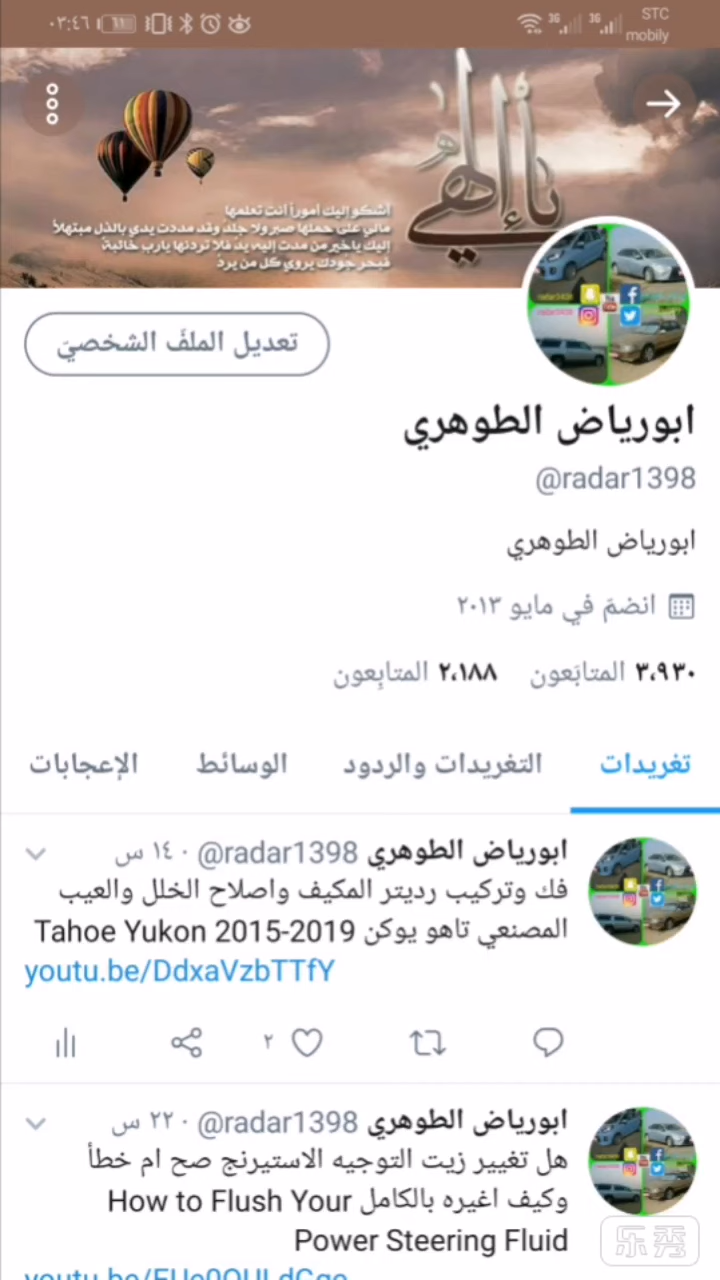 ٠٣:٤٦
STC
mobily
يا إلهي
أشكو إليك أموراً أنت تعلمها
مالي على حملها صبر ولا جلد وقد مددت يدي بالذل مبتهلاً
إليك يا خير من مدت إليه يد فلا تردنها يارب خائبة
فبحر جودك يروي كل من يرد
تعديل الملفّ الشخصيّ
ابورياض الطوهري
@radar1398
ابورياض الطوهري
انضمَ في مايو ٢٠١٣
٣،٩٣٠ المتابَعون ٢،١٨٨ المتابِعون
تغريدات التغريدات والردود الوسائط الإعجابات
ابورياض الطوهري @radar1398 · ١٤ س
فك وتركيب رديتر المكيف واصلاح الخلل والعيب
المصنعي تاهو يوكن Tahoe Yukon 2015-2019
youtu.be/DdxaVzbTTfY
٢
ابورياض الطوهري @radar1398 · ٢٢ س
هل تغيير زيت التوجيه الاستيرنج صح ام خطأ
وكيف اغيره بالكامل How to Flush Your
Power Steering Fluid
乐秀